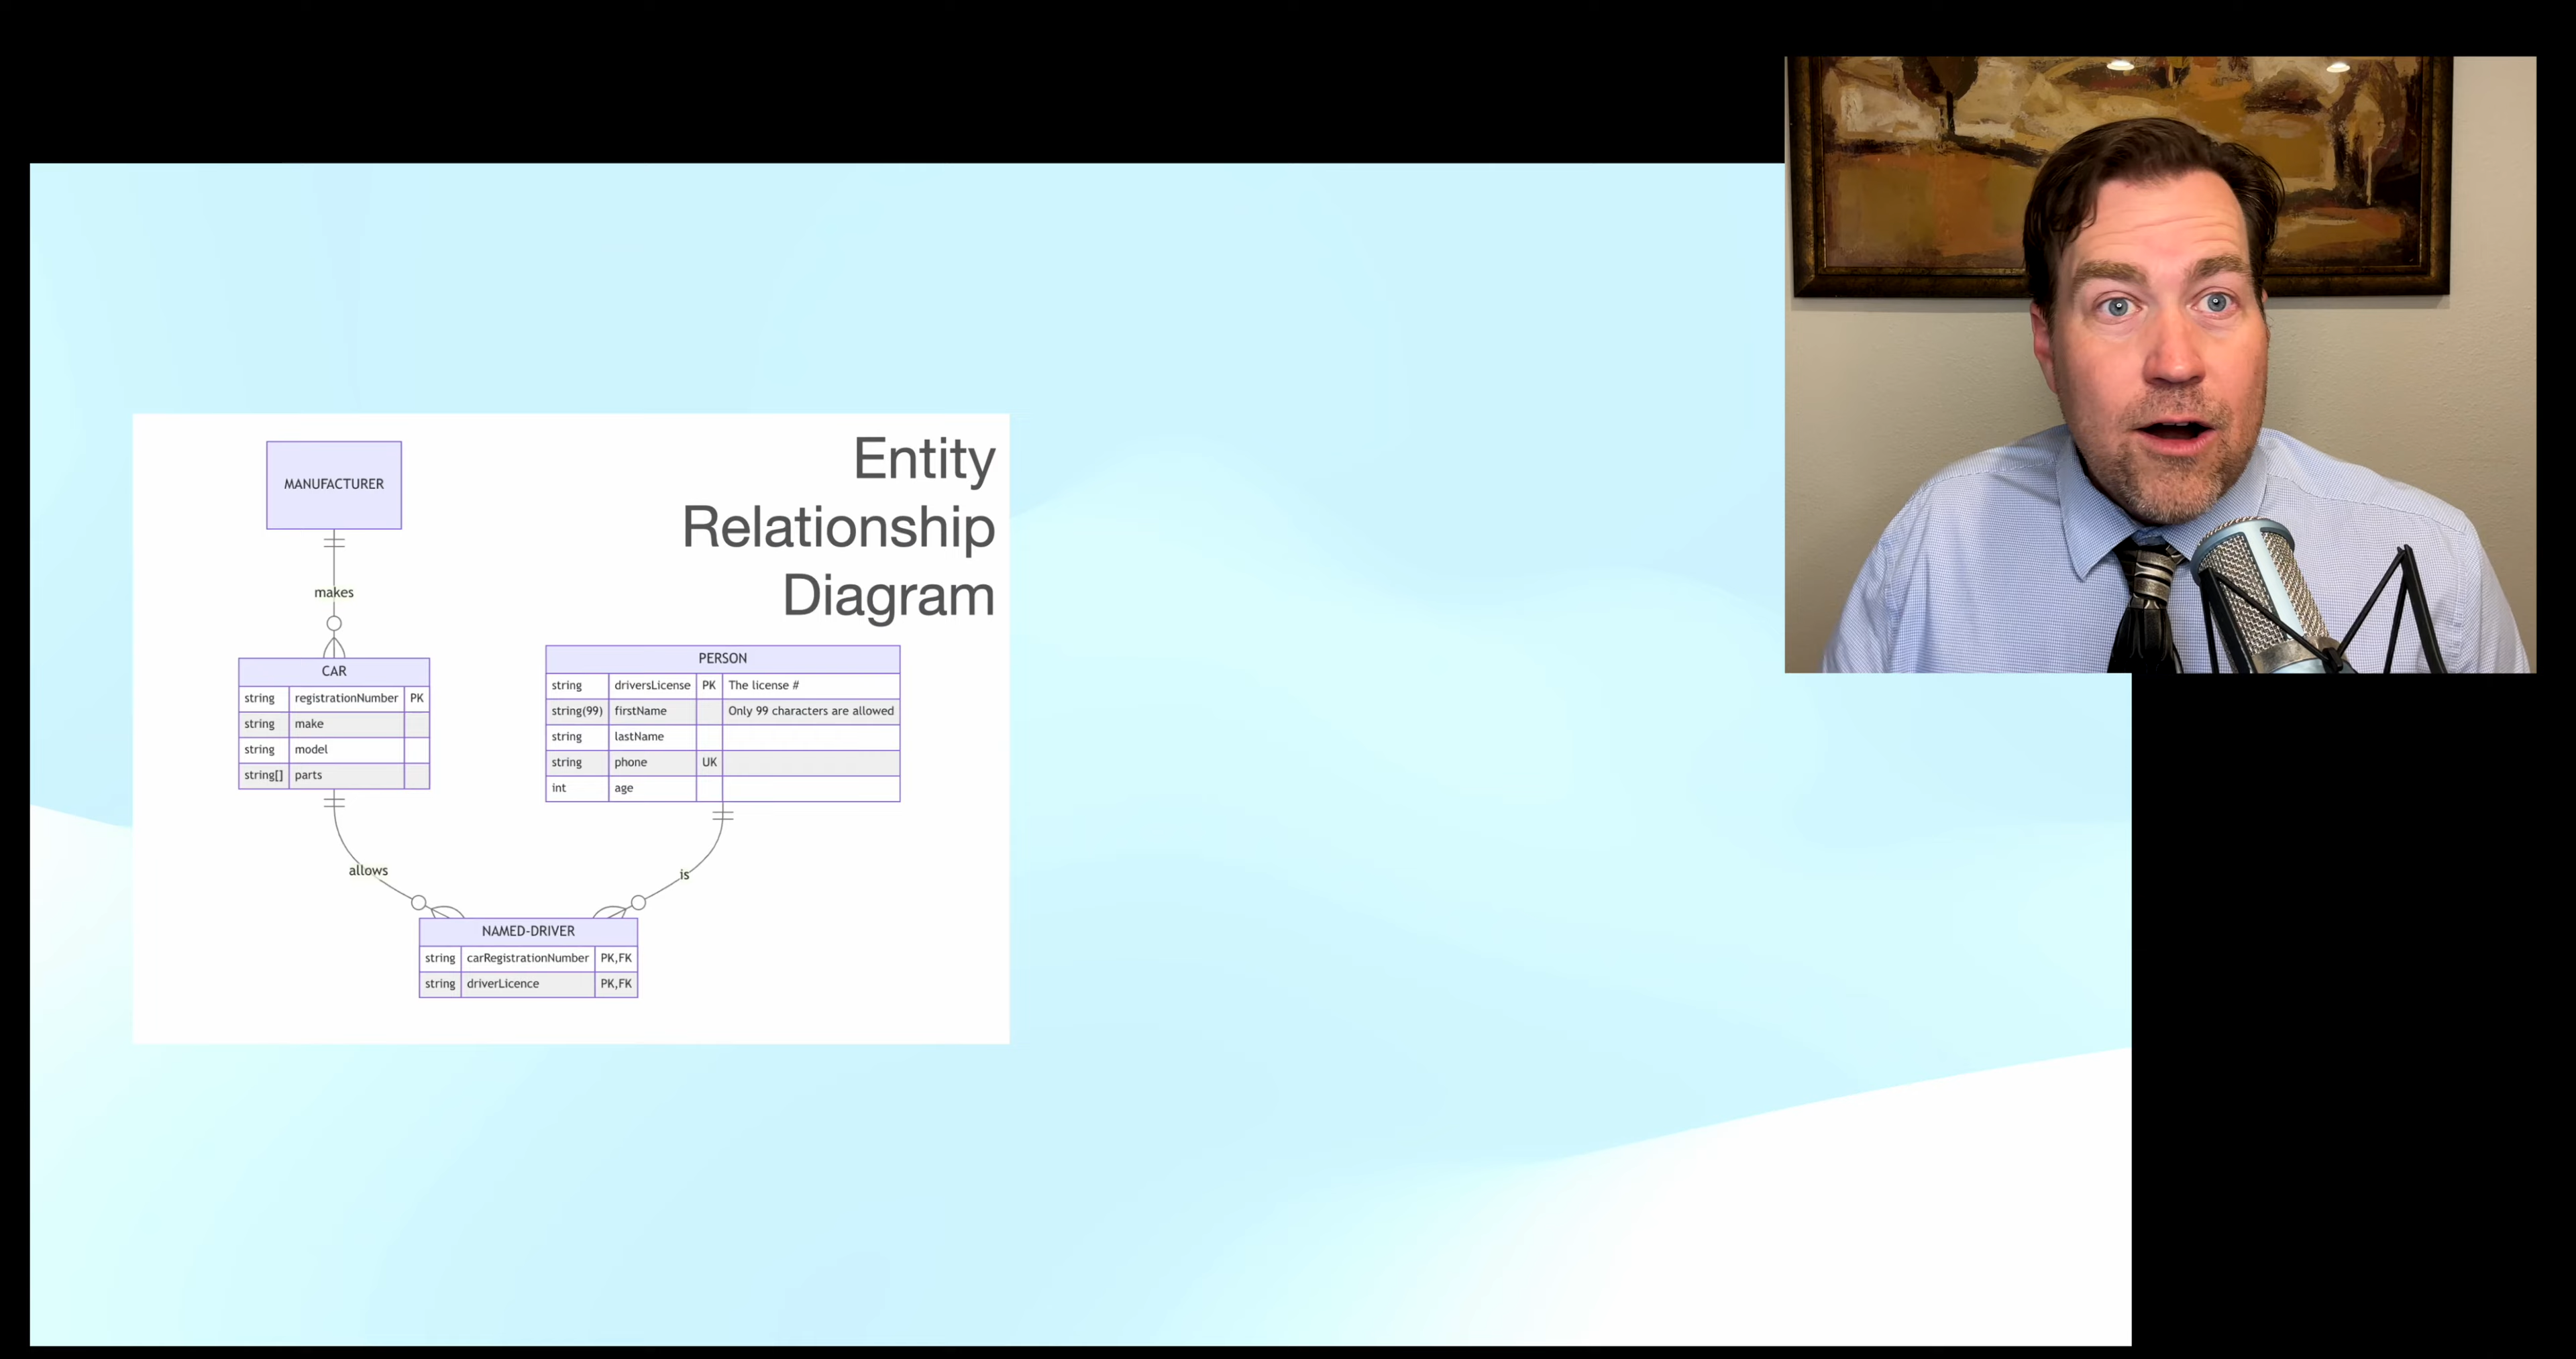 Entity
Relationship
Diagram
MANUFACTURER
makes
CAR
string registrationNumber PK
string make
string model
string[] parts
PERSON
string driversLicense PK The license #
string(99) firstName Only 99 characters are allowed
string lastName
string phone UK
int age
allows
is
NAMED-DRIVER
string carRegistrationNumber PK,FK
string driverLicence PK,FK